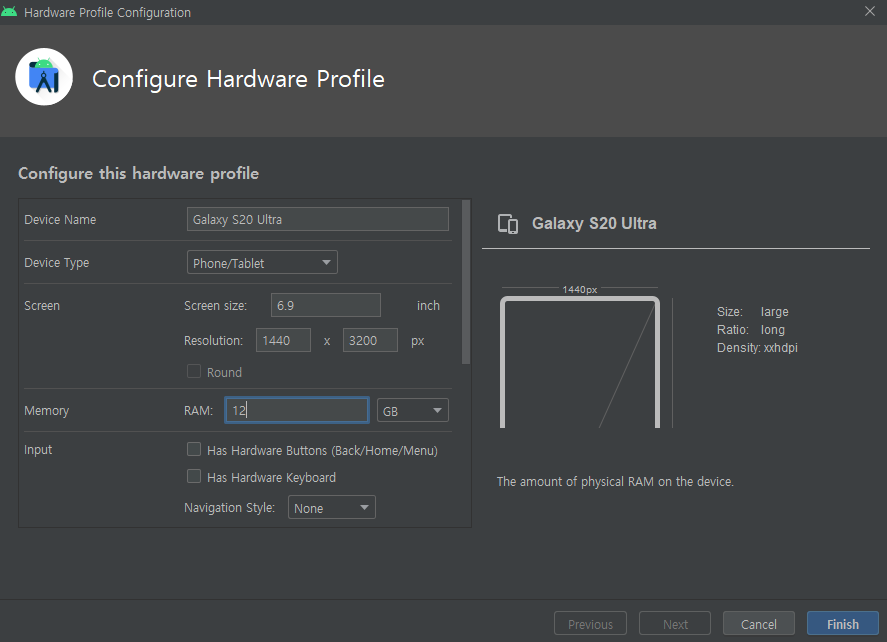 Hardware Profile Configuration
Configure Hardware Profile
Configure this hardware profile
Device Name Galaxy S20 Ultra
Device Type Phone/Tablet
Screen Screen size: 6.9 inch
Resolution: 1440 x 3200 px
Round
Memory RAM: 12 GB
Input Has Hardware Buttons (Back/Home/Menu)
Has Hardware Keyboard
Navigation Style: None
Galaxy S20 Ultra
1440px
Size: large
Ratio: long
Density: xxhdpi
The amount of physical RAM on the device.
Previous Next Cancel Finish